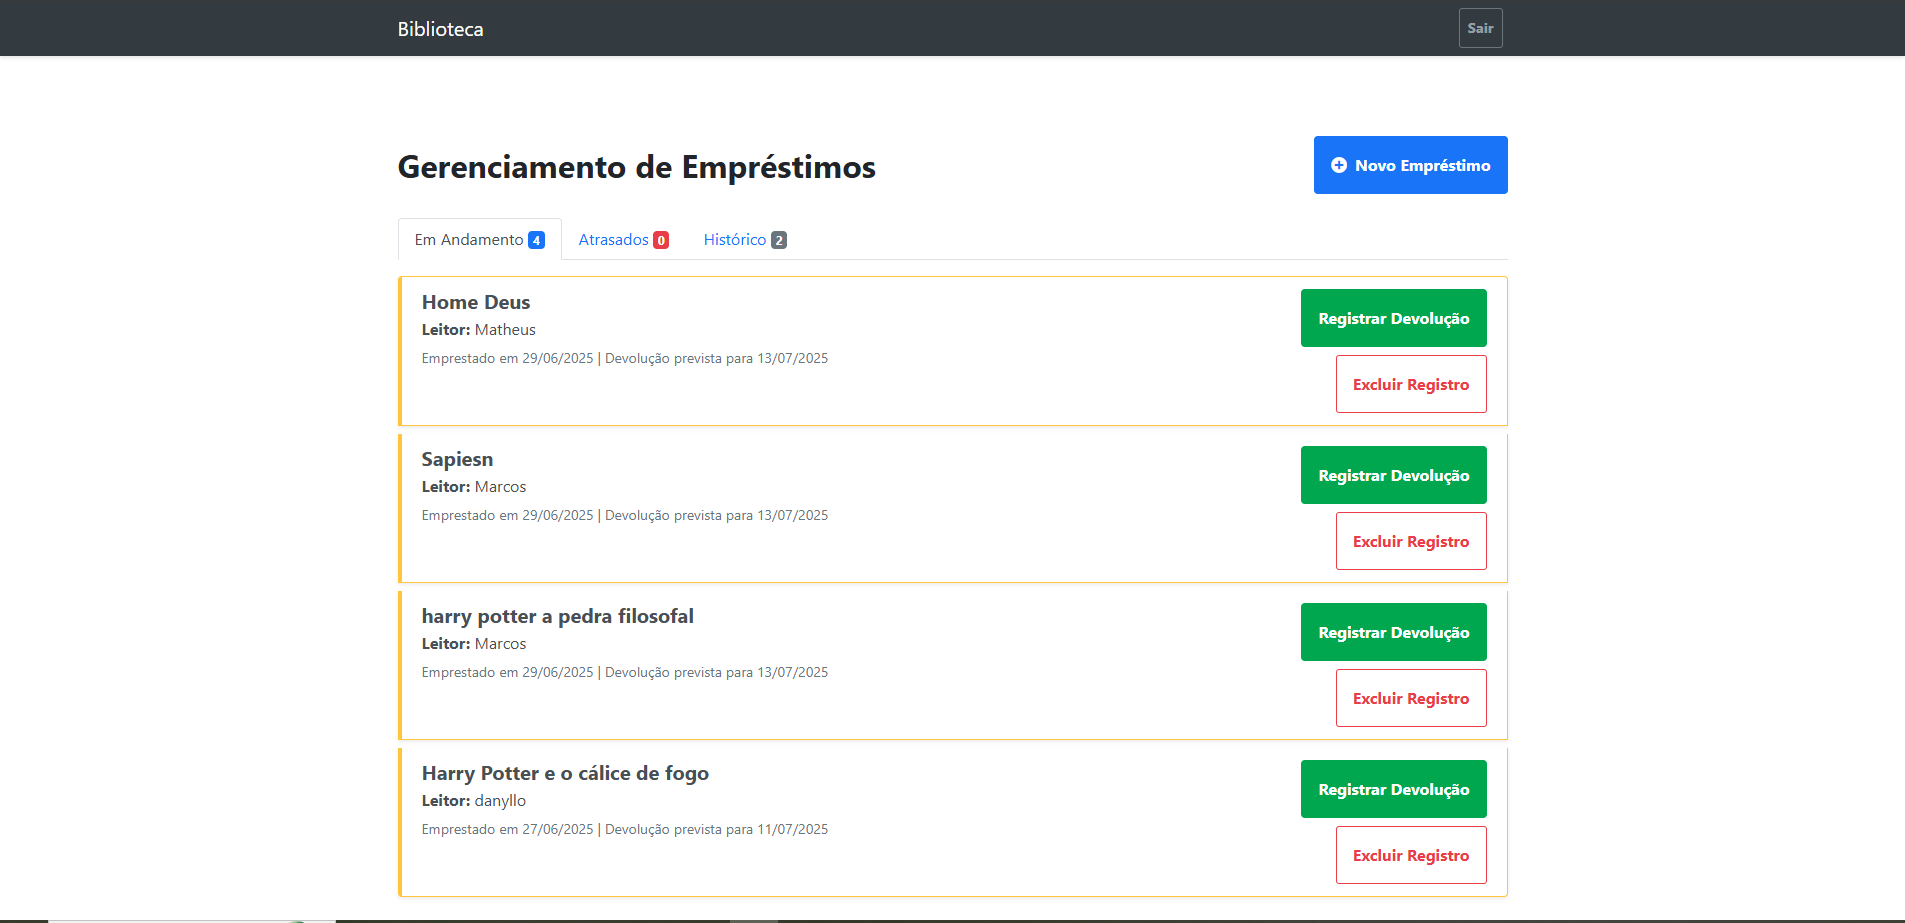 Biblioteca
Sair
Gerenciamento de Empréstimos
Novo Empréstimo
Em Andamento 4
Atrasados 0
Histórico 2
Home Deus
Leitor: Matheus
Emprestado em 29/06/2025 | Devolução prevista para 13/07/2025
Registrar Devolução
Excluir Registro
Sapiesn
Leitor: Marcos
Emprestado em 29/06/2025 | Devolução prevista para 13/07/2025
Registrar Devolução
Excluir Registro
harry potter a pedra filosofal
Leitor: Marcos
Emprestado em 29/06/2025 | Devolução prevista para 13/07/2025
Registrar Devolução
Excluir Registro
Harry Potter e o cálice de fogo
Leitor: danyllo
Emprestado em 27/06/2025 | Devolução prevista para 11/07/2025
Registrar Devolução
Excluir Registro